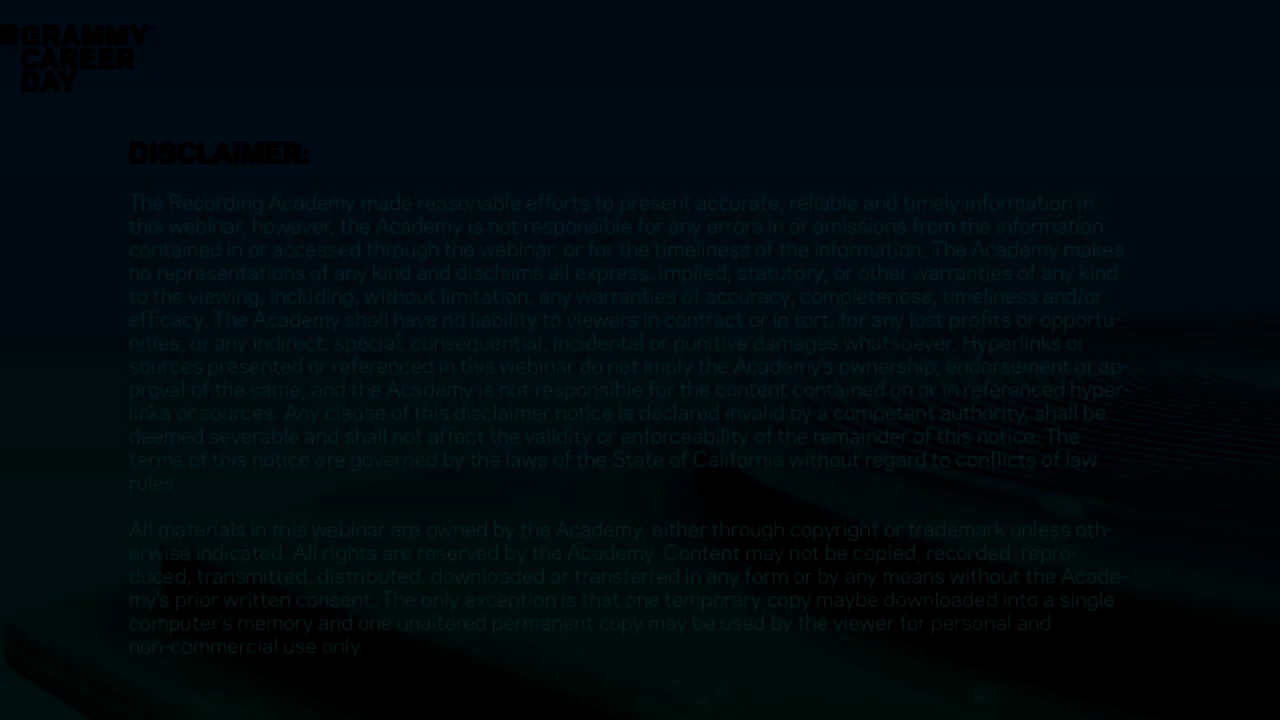 GRAMMY
CAREER
DAY
DISCLAIMER:
The Recording Academy made reasonable efforts to present accurate, reliable and timely information in
this webinar; however, the Academy is not responsible for any errors in or omissions from the information
contained in or accessed through the webinar, or for the timeliness of the information. The Academy makes
no representations of any kind and disclaims all express, implied, statutory, or other warranties of any kind
to the viewing, including, without limitation, any warranties of accuracy, completeness, timeliness and/or
efficacy. The Academy shall have no liability to viewers in contract or in tort, for any lost profits or opportu-
nities, or any indirect, special, consequential, incidental or punitive damages whatsoever. Hyperlinks or
sources presented or referenced in this webinar do not imply the Academy's ownership, endorsement or ap-
proval of the same, and the Academy is not responsible for the content contained on or in referenced hyper-
links or sources. Any clause of this disclaimer notice is declared invalid by a competent authority, shall be
deemed severable and shall not affect the validity or enforceability of the remainder of this notice. The
terms of this notice are governed by the laws of the State of California without regard to conflicts of law
rules.
All materials in this webinar are owned by the Academy, either through copyright or trademark unless oth-
erwise indicated. All rights are reserved by the Academy. Content may not be copied, recorded, repro-
duced, transmitted, distributed, downloaded or transferred in any form or by any means without the Acade-
my's prior written consent. The only exception is that one temporary copy maybe downloaded into a single
computer's memory and one unaltered permanent copy may be used by the viewer for personal and
non-commercial use only.